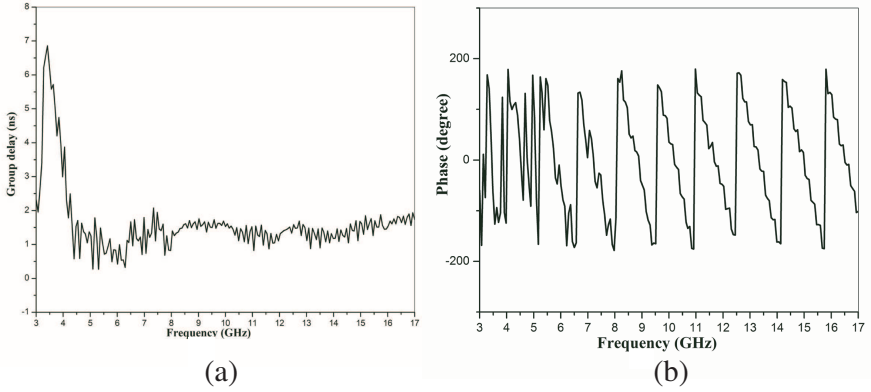 8
7
6
5
4
3
2
1
0
-1
Group delay (ns)
3 4 5 6 7 8 9 10 11 12 13 14 15 16 17
Frequency (GHz)
(a)
200
0
-200
Phase (degree)
3 4 5 6 7 8 9 10 11 12 13 14 15 16 17
Frequency (GHz)
(b)